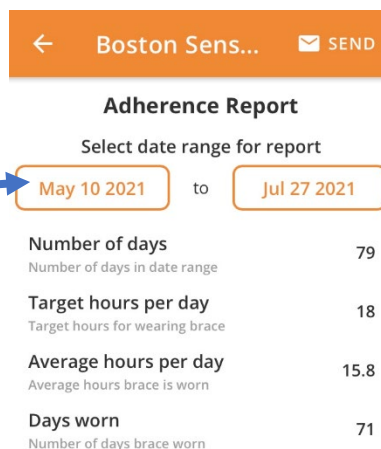 Boston Sens... SEND
Adherence Report
Select date range for report
May 10 2021 to Jul 27 2021
Number of days 79
Number of days in date range
Target hours per day 18
Target hours for wearing brace
Average hours per day 15.8
Average hours brace is worn
Days worn 71
Number of days brace worn